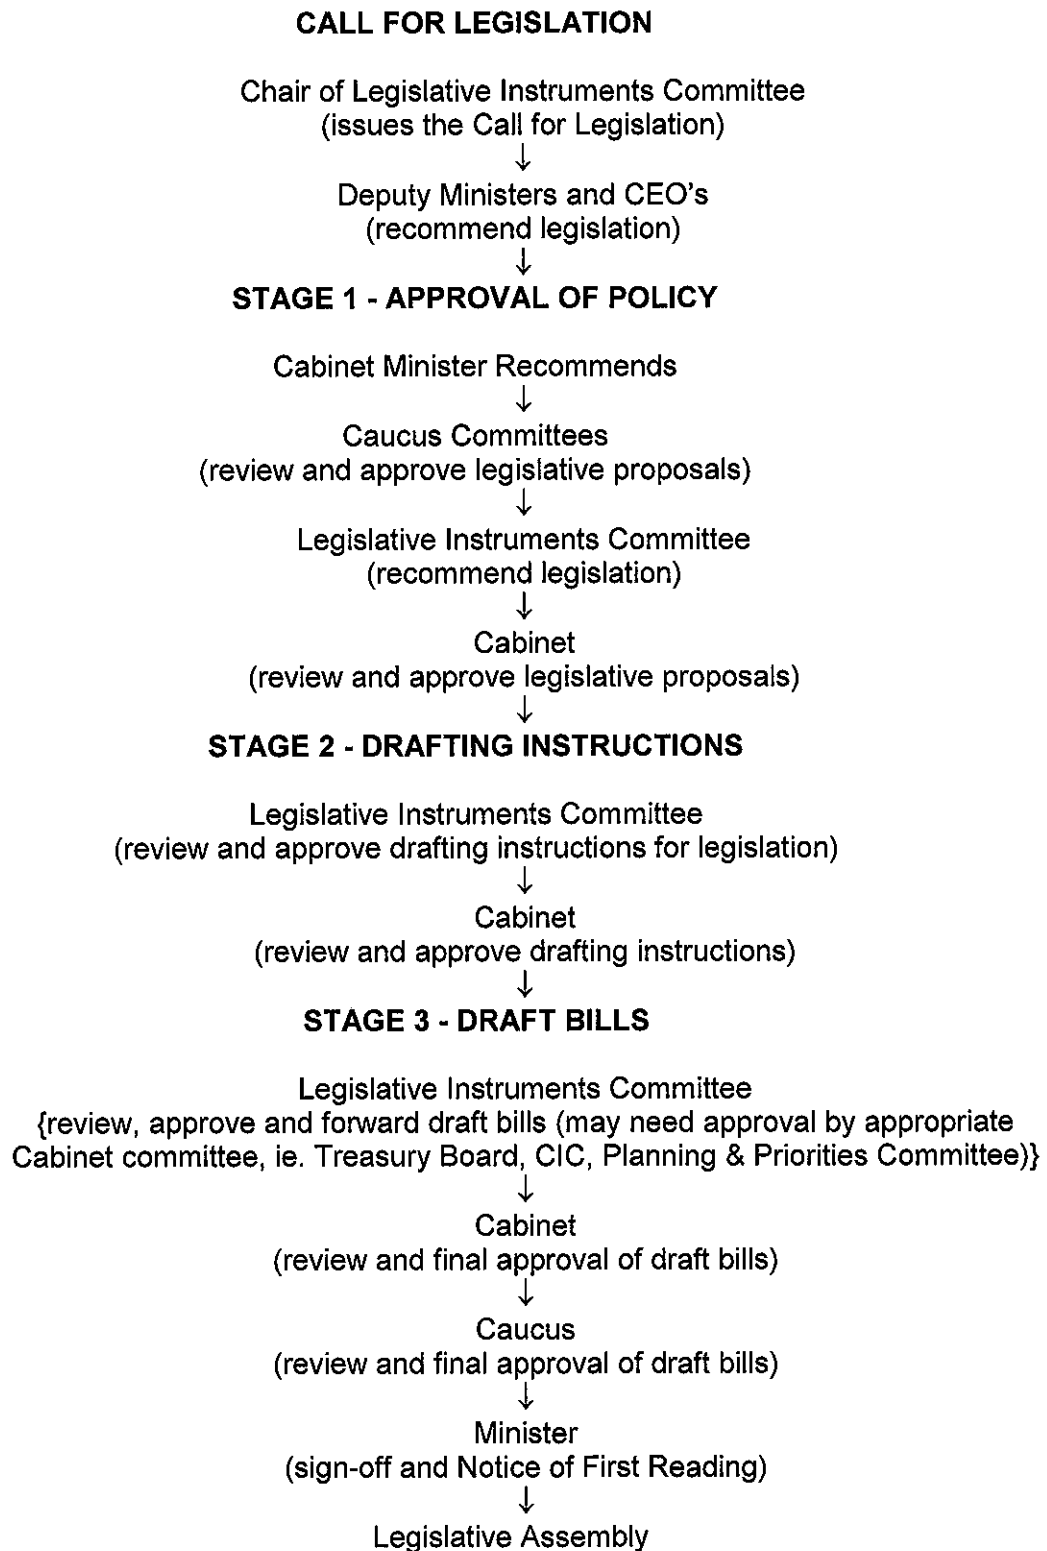 CALL FOR LEGISLATION
Chair of Legislative Instruments Committee
(issues the Call for Legislation)
↓
Deputy Ministers and CEO's
(recommend legislation)
↓
STAGE 1 - APPROVAL OF POLICY
Cabinet Minister Recommends
↓
Caucus Committees
(review and approve legislative proposals)
↓
Legislative Instruments Committee
(recommend legislation)
↓
Cabinet
(review and approve legislative proposals)
↓
STAGE 2 - DRAFTING INSTRUCTIONS
Legislative Instruments Committee
(review and approve drafting instructions for legislation)
↓
Cabinet
(review and approve drafting instructions)
↓
STAGE 3 - DRAFT BILLS
Legislative Instruments Committee
{review, approve and forward draft bills (may need approval by appropriate
Cabinet committee, ie. Treasury Board, CIC, Planning & Priorities Committee)}
↓
Cabinet
(review and final approval of draft bills)
↓
Caucus
(review and final approval of draft bills)
↓
Minister
(sign-off and Notice of First Reading)
↓
Legislative Assembly